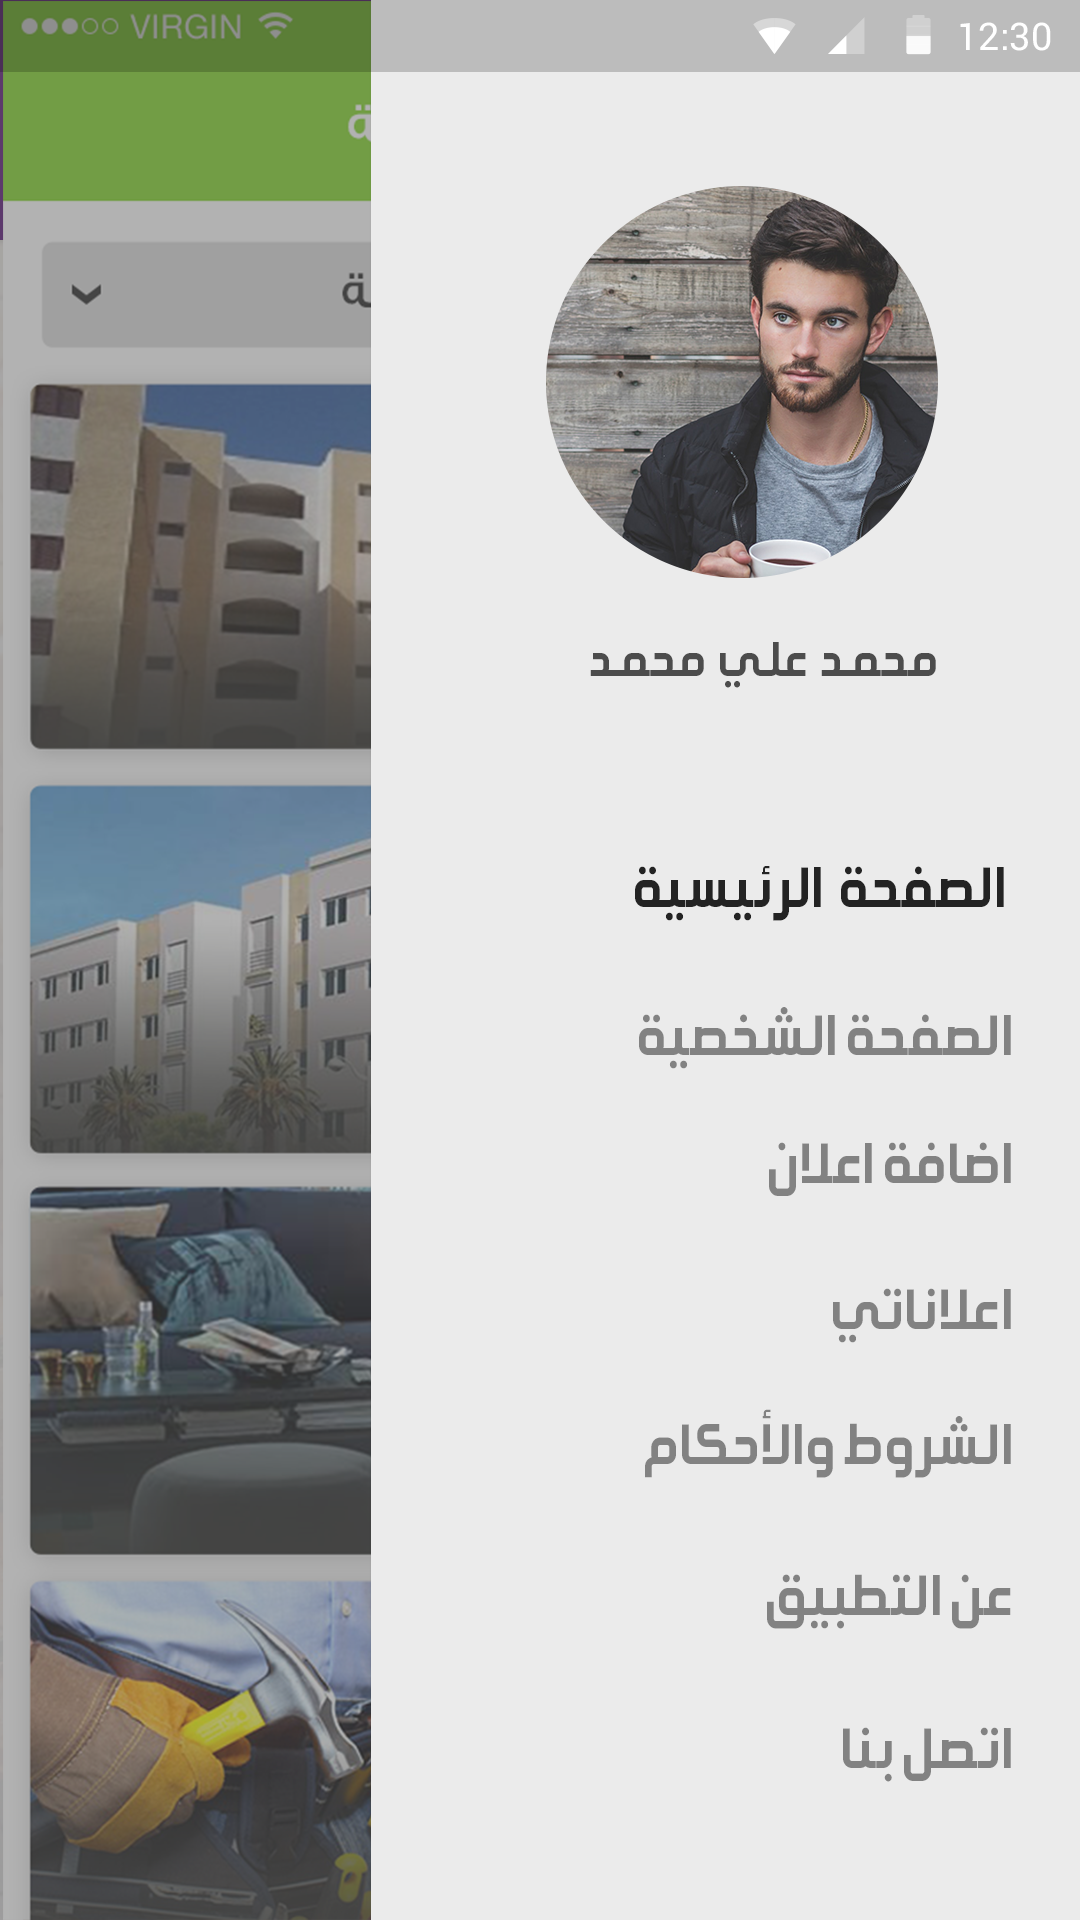 VIRGIN
12:30
ة
ة
محمد علي محمد
الصفحة الرئيسية
الصفحة الشخصية
اضافة اعلان
اعلاناتي
الشروط والأحكام
عن التطبيق
اتصل بنا